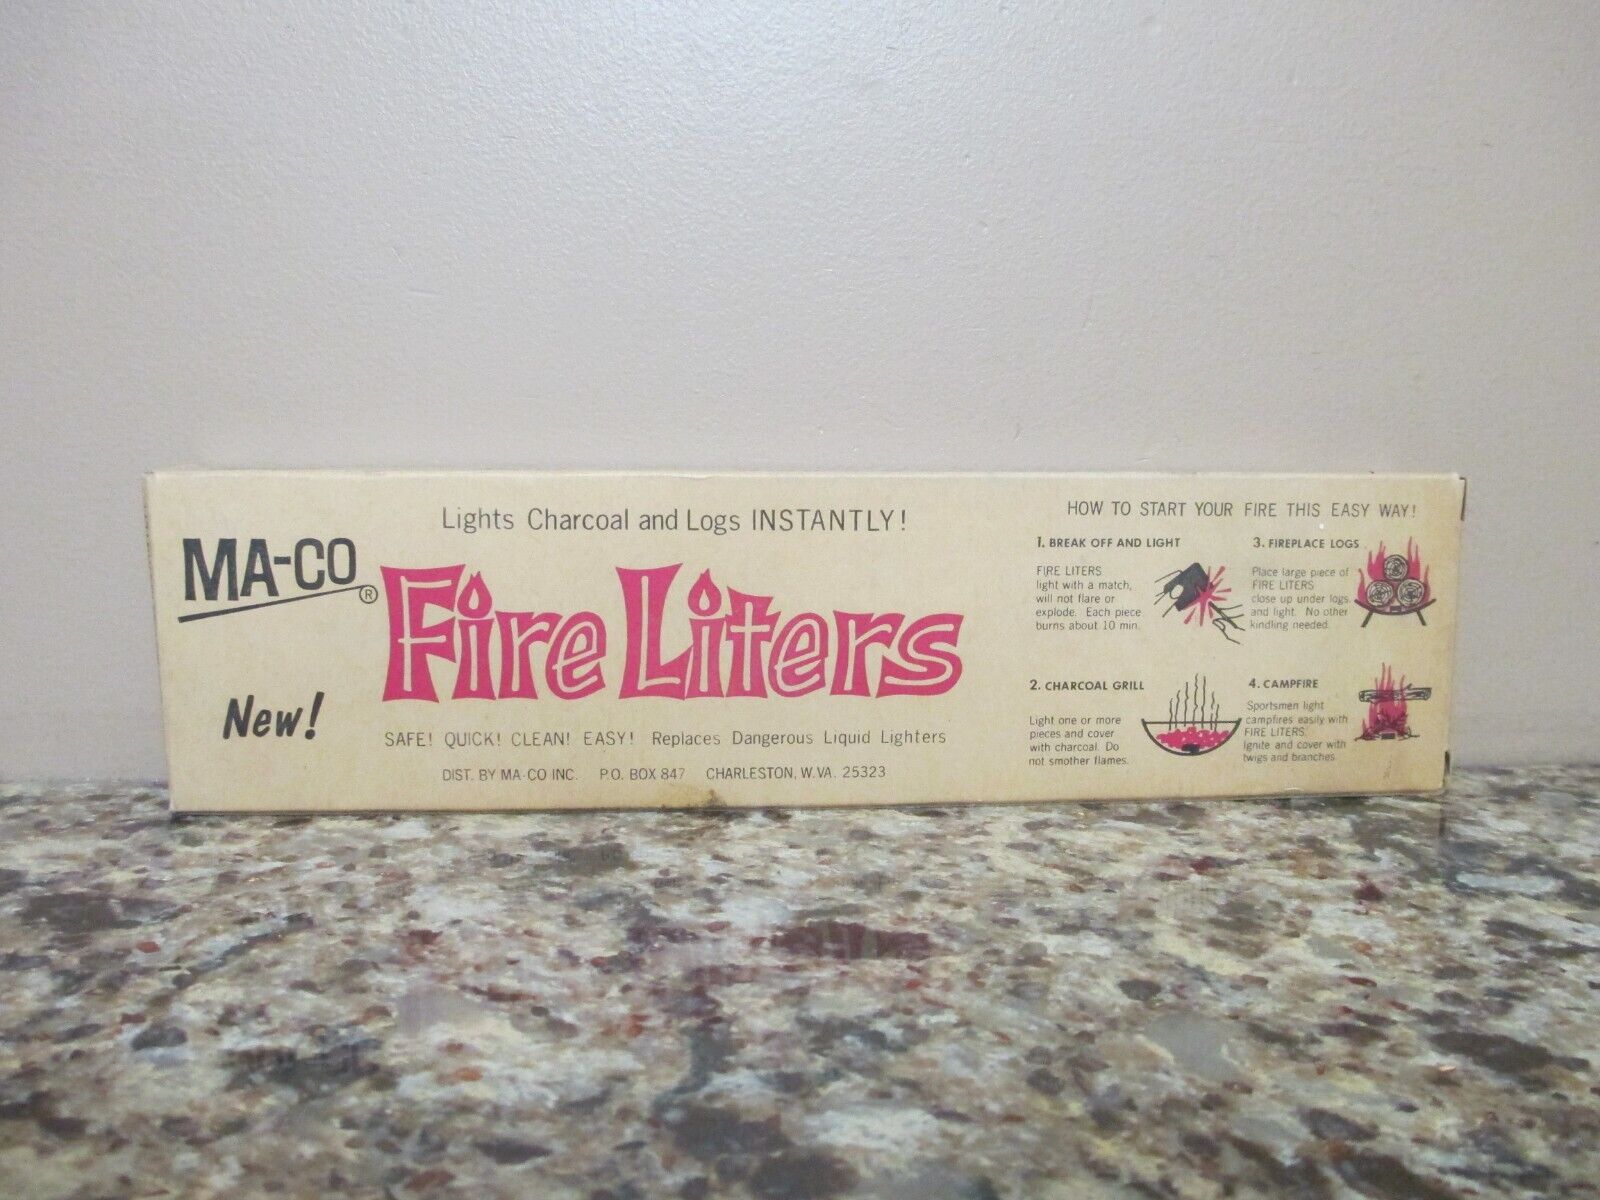 Lights Charcoal and Logs INSTANTLY!
MA-CO®
Fire Liters
New!
SAFE! QUICK! CLEAN! EASY! Replaces Dangerous Liquid Lighters
DIST. BY MA-CO INC. P.O. BOX 847 CHARLESTON, W.VA. 25323
HOW TO START YOUR FIRE THIS EASY WAY!
1. BREAK OFF AND LIGHT
FIRE LITERS
light with a match,
will not flare or
explode. Each piece
burns about 10 min.
2. CHARCOAL GRILL
Light one or more
pieces and cover
with charcoal. Do
not smother flames.
3. FIREPLACE LOGS
Place large piece of
FIRE LITERS
close up under logs
and light. No other
kindling needed.
4. CAMPFIRE
Sportsmen light
campfires easily with
FIRE LITERS.
Ignite and cover with
twigs and branches.